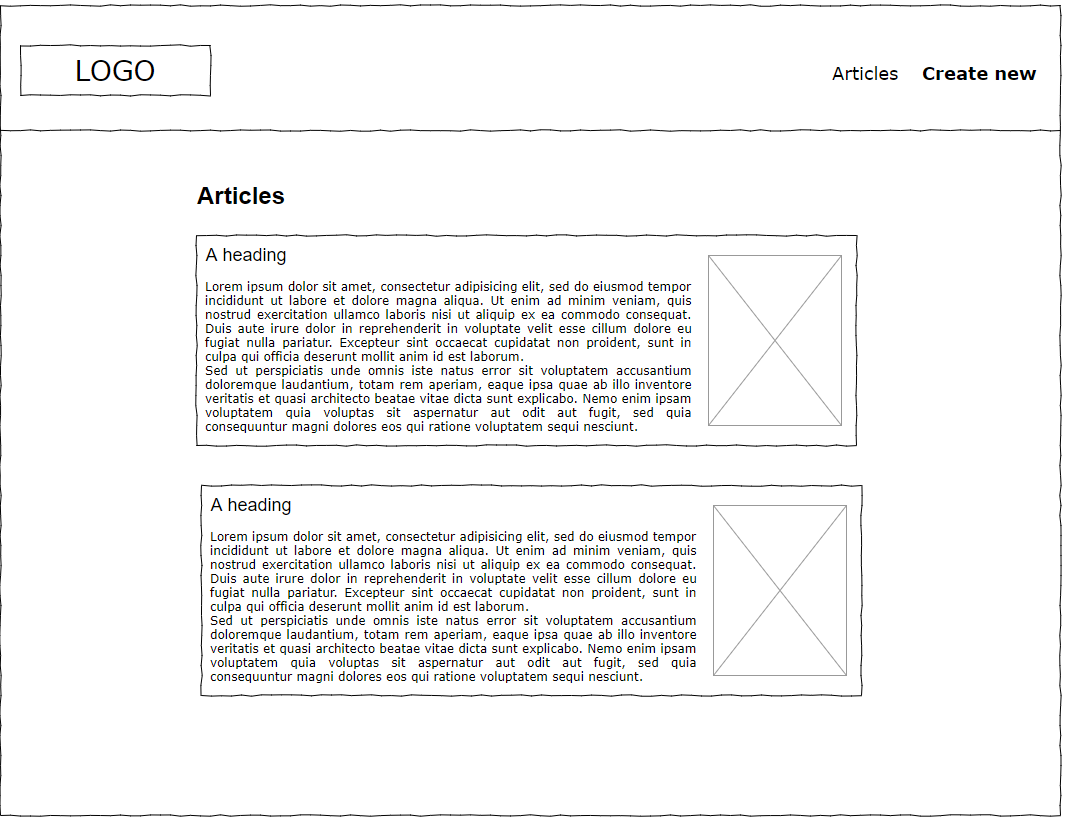 LOGO
Articles
Create new
Articles
A heading
Lorem ipsum dolor sit amet, consectetur adipisicing elit, sed do eiusmod tempor
incididunt ut labore et dolore magna aliqua. Ut enim ad minim veniam, quis
nostrud exercitation ullamco laboris nisi ut aliquip ex ea commodo consequat.
Duis aute irure dolor in reprehenderit in voluptate velit esse cillum dolore eu
fugiat nulla pariatur. Excepteur sint occaecat cupidatat non proident, sunt in
culpa qui officia deserunt mollit anim id est laborum.
Sed ut perspiciatis unde omnis iste natus error sit voluptatem accusantium
doloremque laudantium, totam rem aperiam, eaque ipsa quae ab illo inventore
veritatis et quasi architecto beatae vitae dicta sunt explicabo. Nemo enim ipsam
voluptatem quia voluptas sit aspernatur aut odit aut fugit, sed quia
consequuntur magni dolores eos qui ratione voluptatem sequi nesciunt.
A heading
Lorem ipsum dolor sit amet, consectetur adipisicing elit, sed do eiusmod tempor
incididunt ut labore et dolore magna aliqua. Ut enim ad minim veniam, quis
nostrud exercitation ullamco laboris nisi ut aliquip ex ea commodo consequat.
Duis aute irure dolor in reprehenderit in voluptate velit esse cillum dolore eu
fugiat nulla pariatur. Excepteur sint occaecat cupidatat non proident, sunt in
culpa qui officia deserunt mollit anim id est laborum.
Sed ut perspiciatis unde omnis iste natus error sit voluptatem accusantium
doloremque laudantium, totam rem aperiam, eaque ipsa quae ab illo inventore
veritatis et quasi architecto beatae vitae dicta sunt explicabo. Nemo enim ipsam
voluptatem quia voluptas sit aspernatur aut odit aut fugit, sed quia
consequuntur magni dolores eos qui ratione voluptatem sequi nesciunt.